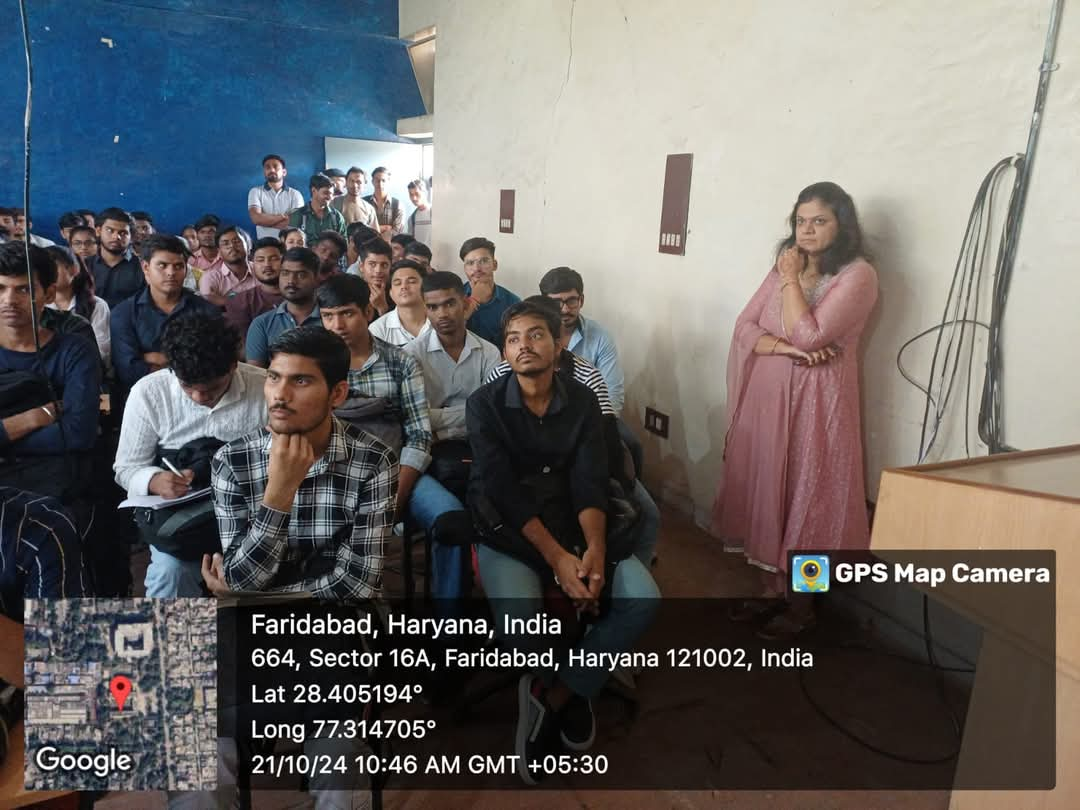 GPS Map Camera
Faridabad, Haryana, India
664, Sector 16A, Faridabad, Haryana 121002, India
Lat 28.405194°
Long 77.314705°
21/10/24 10:46 AM GMT +05:30
Google